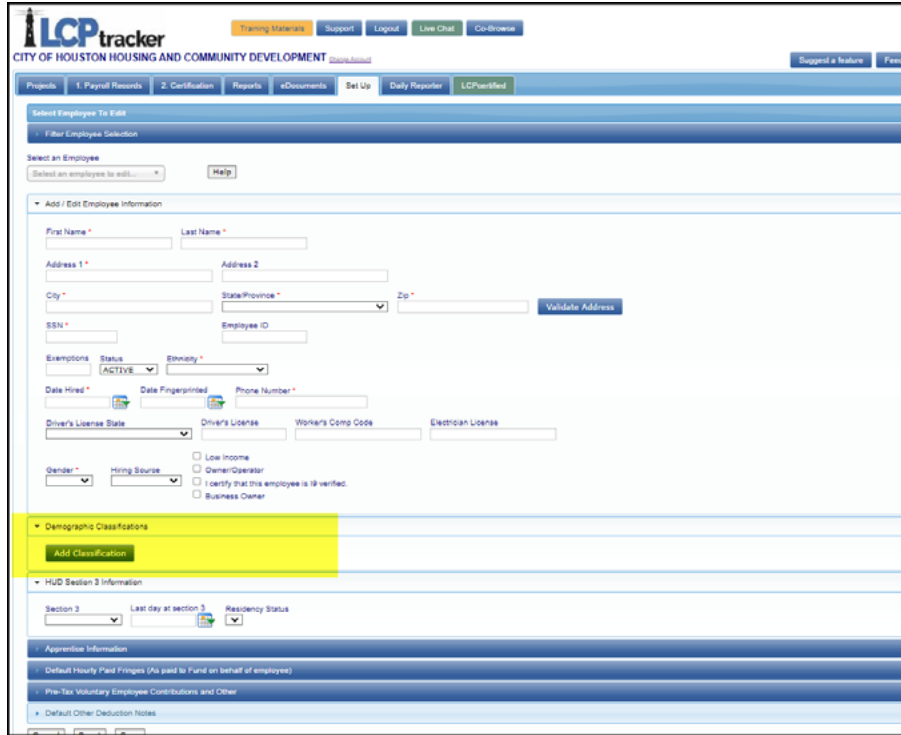 LCPtracker
Training Materials Support Logout Live Chat Co-Browse
CITY OF HOUSTON HOUSING AND COMMUNITY DEVELOPMENT Change Account
Suggest a feature
Projects 1. Payroll Records 2. Certification Reports eDocuments Set Up Daily Reporter LCPcertified
Select Employee To Edit
Filter Employee Selection
Select an Employee
Select an employee to edit... Help
Add / Edit Employee Information
First Name * Last Name *
Address 1 * Address 2
City * State/Province * Zip *
Validate Address
SSN * Employee ID
Exemptions Status Ethnicity *
ACTIVE
Date Hired * Date Fingerprinted Phone Number *
Driver's License State Driver's License Worker's Comp Code Electrician License
Low Income
Gender * Hiring Source Owner/Operator
I certify that this employee is I9 verified.
Business Owner
Demographic Classifications
Add Classification
HUD Section 3 Information
Section 3 Last day at section 3 Residency Status
Apprentice Information
Default Hourly Paid Fringes (As paid to Fund on behalf of employee)
Pre-Tax Voluntary Employee Contributions and Other
Default Other Deduction Notes